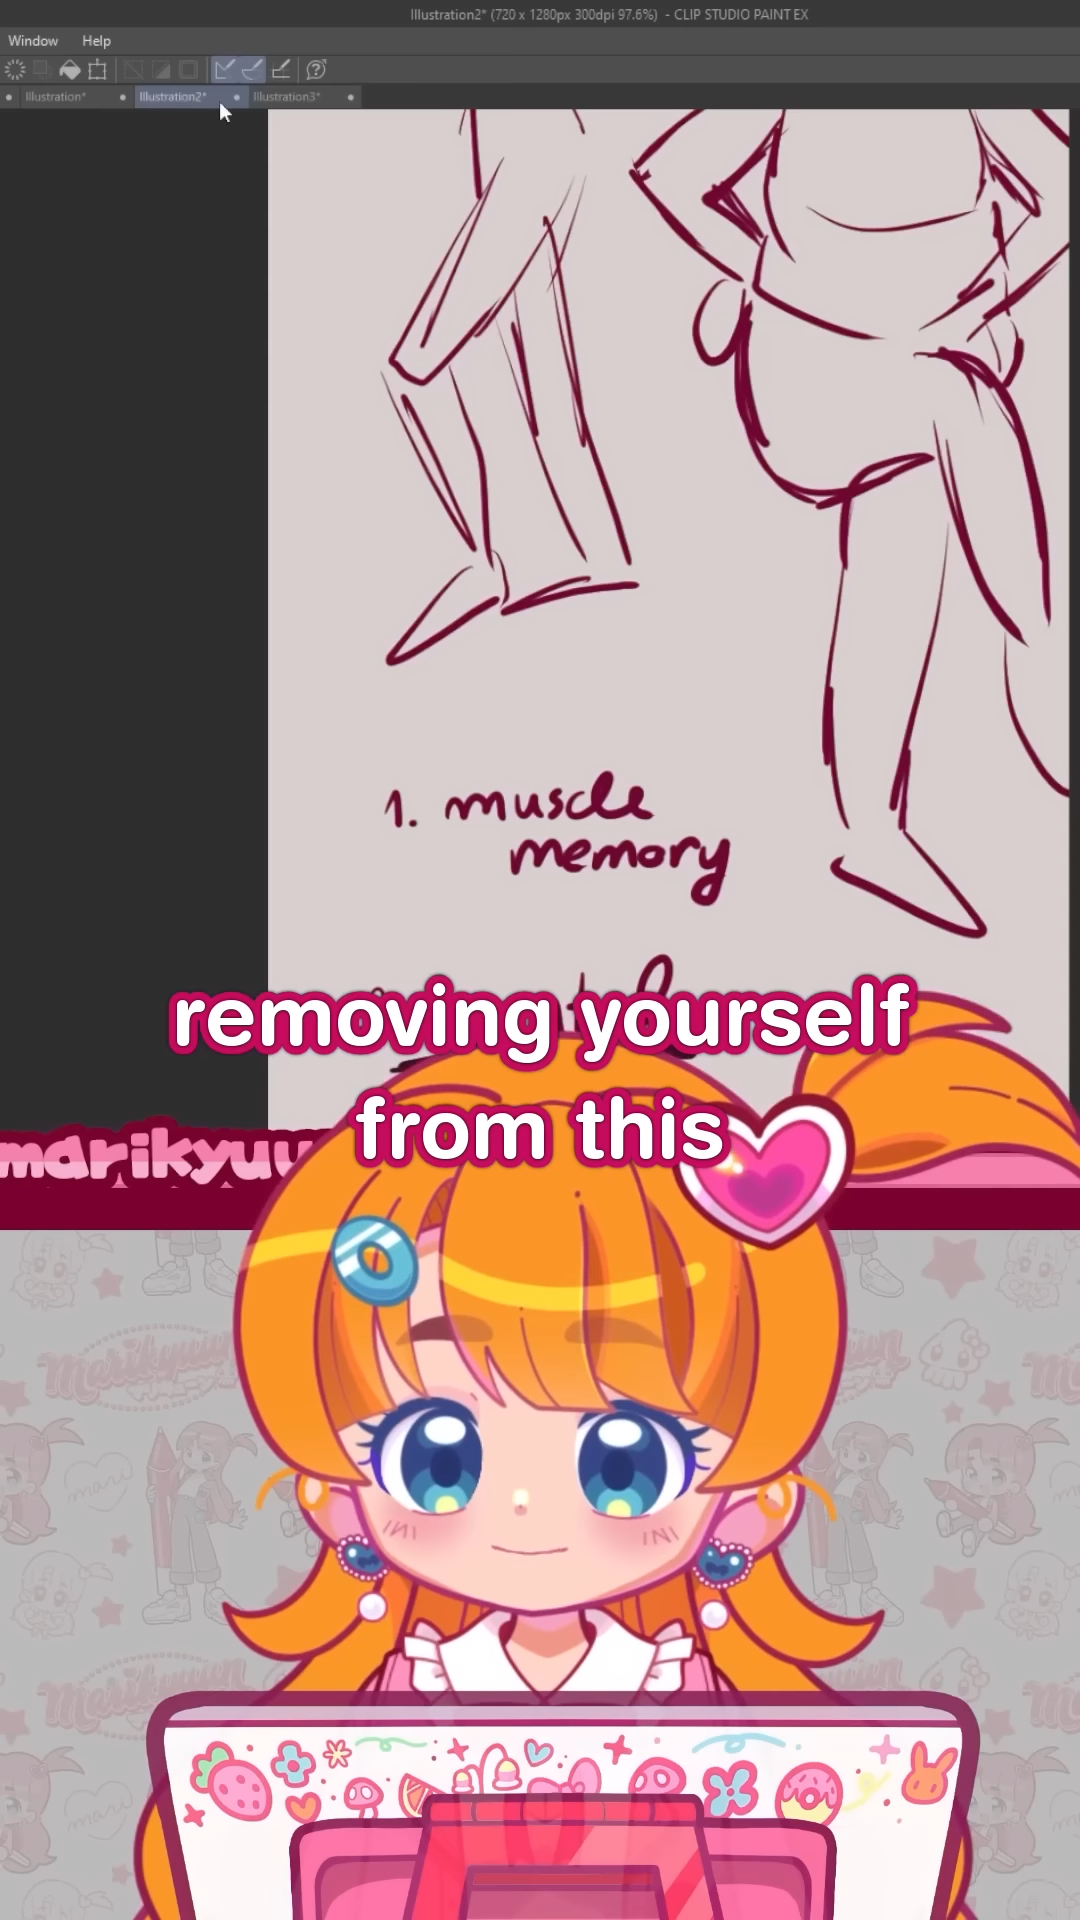 Illustration2* (720 x 1280px 300dpi 97.6%) - CLIP STUDIO PAINT EX
Window Help
Illustration* Illustration2* Illustration3*
1. muscle
memory
removing yourself
from this
marikyuu